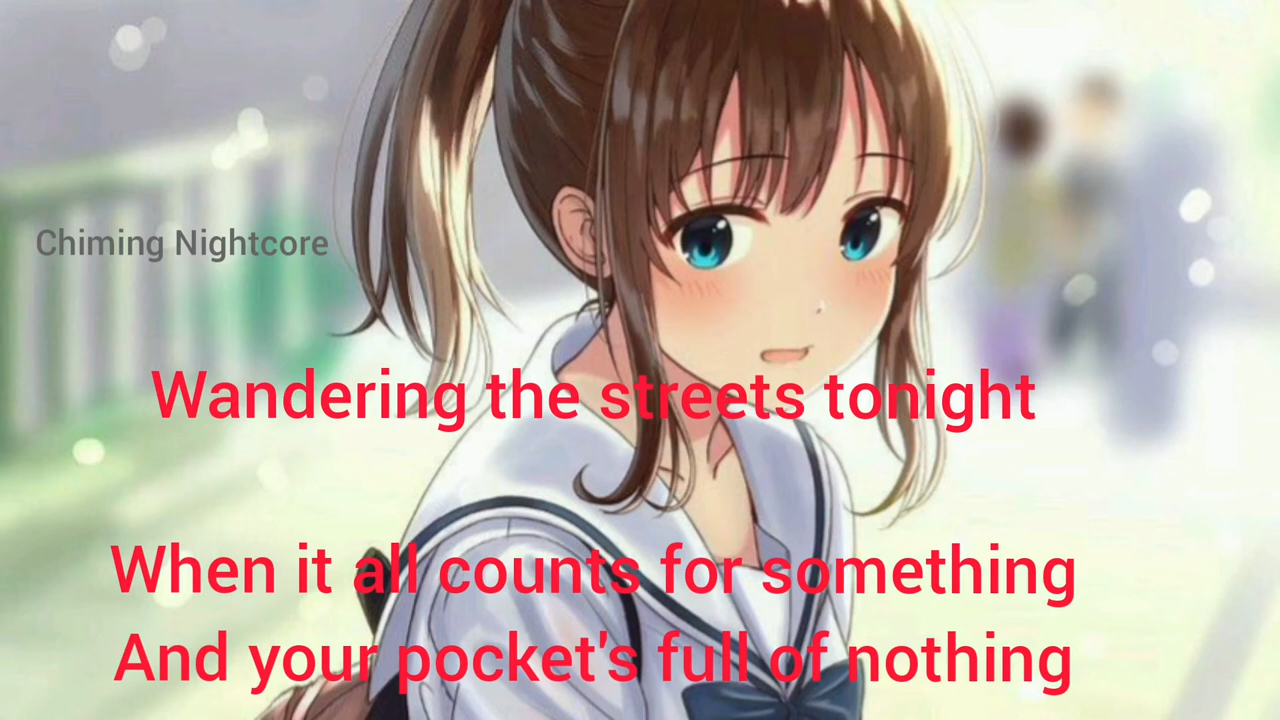 Chiming Nightcore
Wandering the streets tonight
When it all counts for something
And your pocket's full of nothing